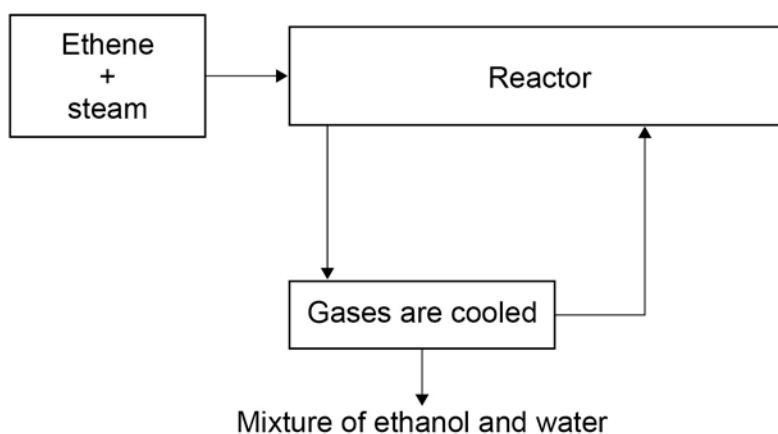 Ethene
+
steam
Reactor
Gases are cooled
Mixture of ethanol and water